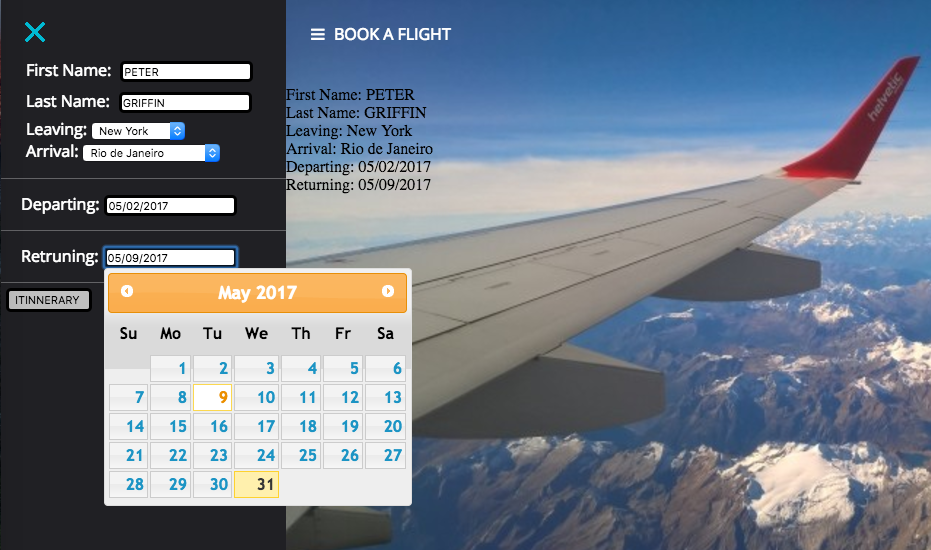 BOOK A FLIGHT
First Name: PETER
Last Name: GRIFFIN
Leaving: New York
Arrival: Rio de Janeiro
Departing: 05/02/2017
Retruning: 05/09/2017
ITINNERARY
May 2017
Su Mo Tu We Th Fr Sa
1 2 3 4 5 6
7 8 9 10 11 12 13
14 15 16 17 18 19 20
21 22 23 24 25 26 27
28 29 30 31
First Name: PETER
Last Name: GRIFFIN
Leaving: New York
Arrival: Rio de Janeiro
Departing: 05/02/2017
Returning: 05/09/2017
helvetic